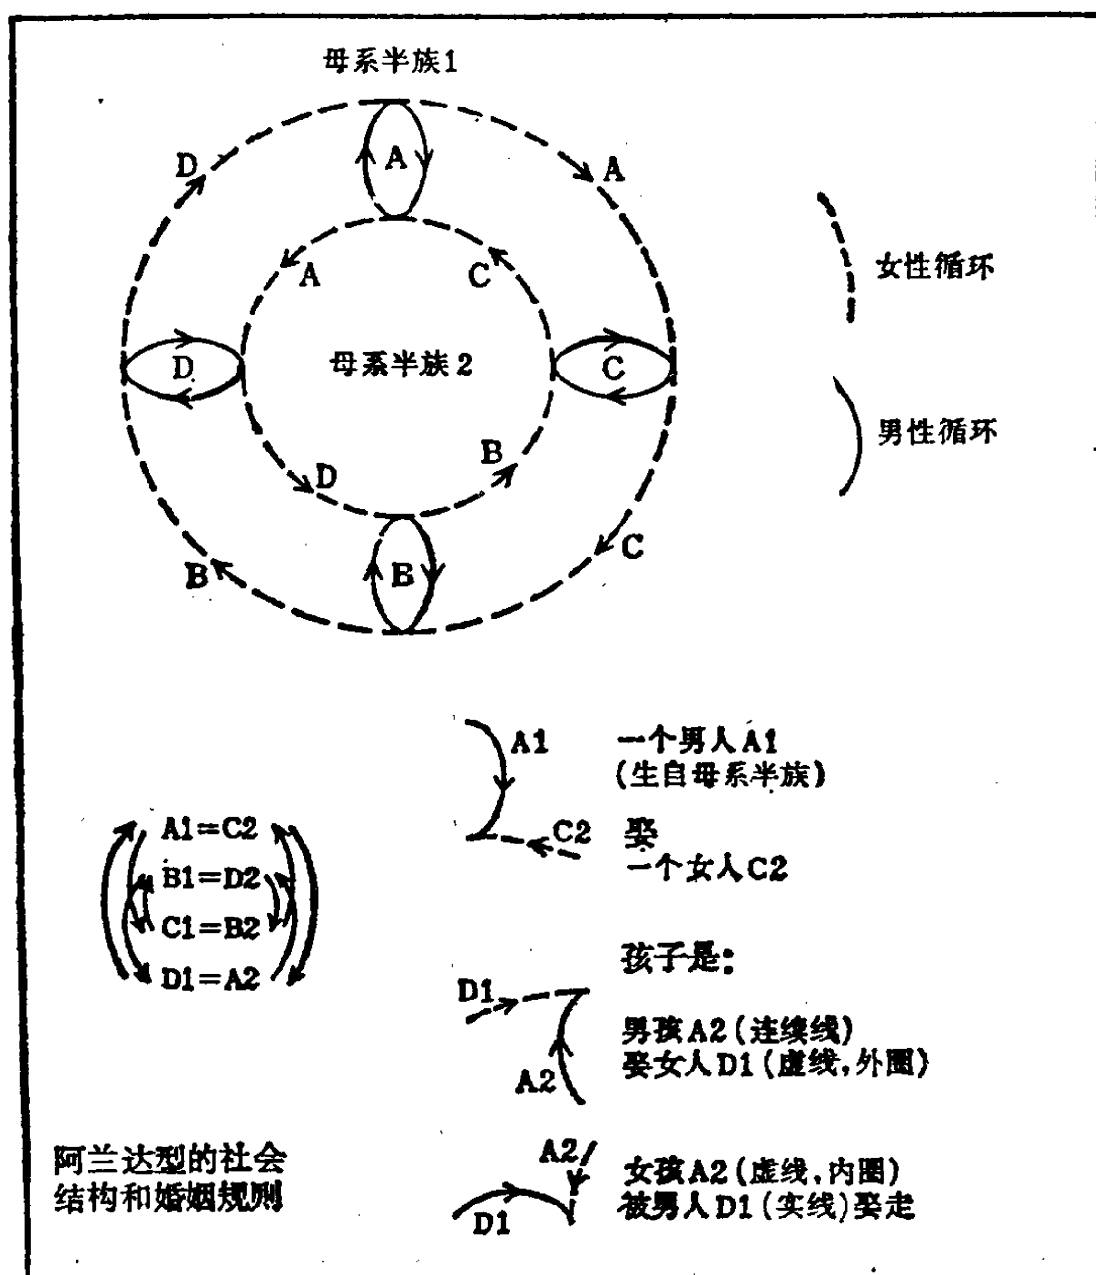 母系半族1
D
A
A
A
C
女性循环
D
母系半族2
C
男性循环
D
B
B
B
C
A1
一个男人A1
(生自母系半族)
A1=C2
C2
娶
一个女人C2
B1=D2
C1=B2
D1=A2
孩子是:
D1
男孩A2(连续线)
娶女人D1(虚线,外圈)
A2
阿兰达型的社会
结构和婚姻规则
A2
女孩A2(虚线,内圈)
被男人D1(实线)娶走
D1